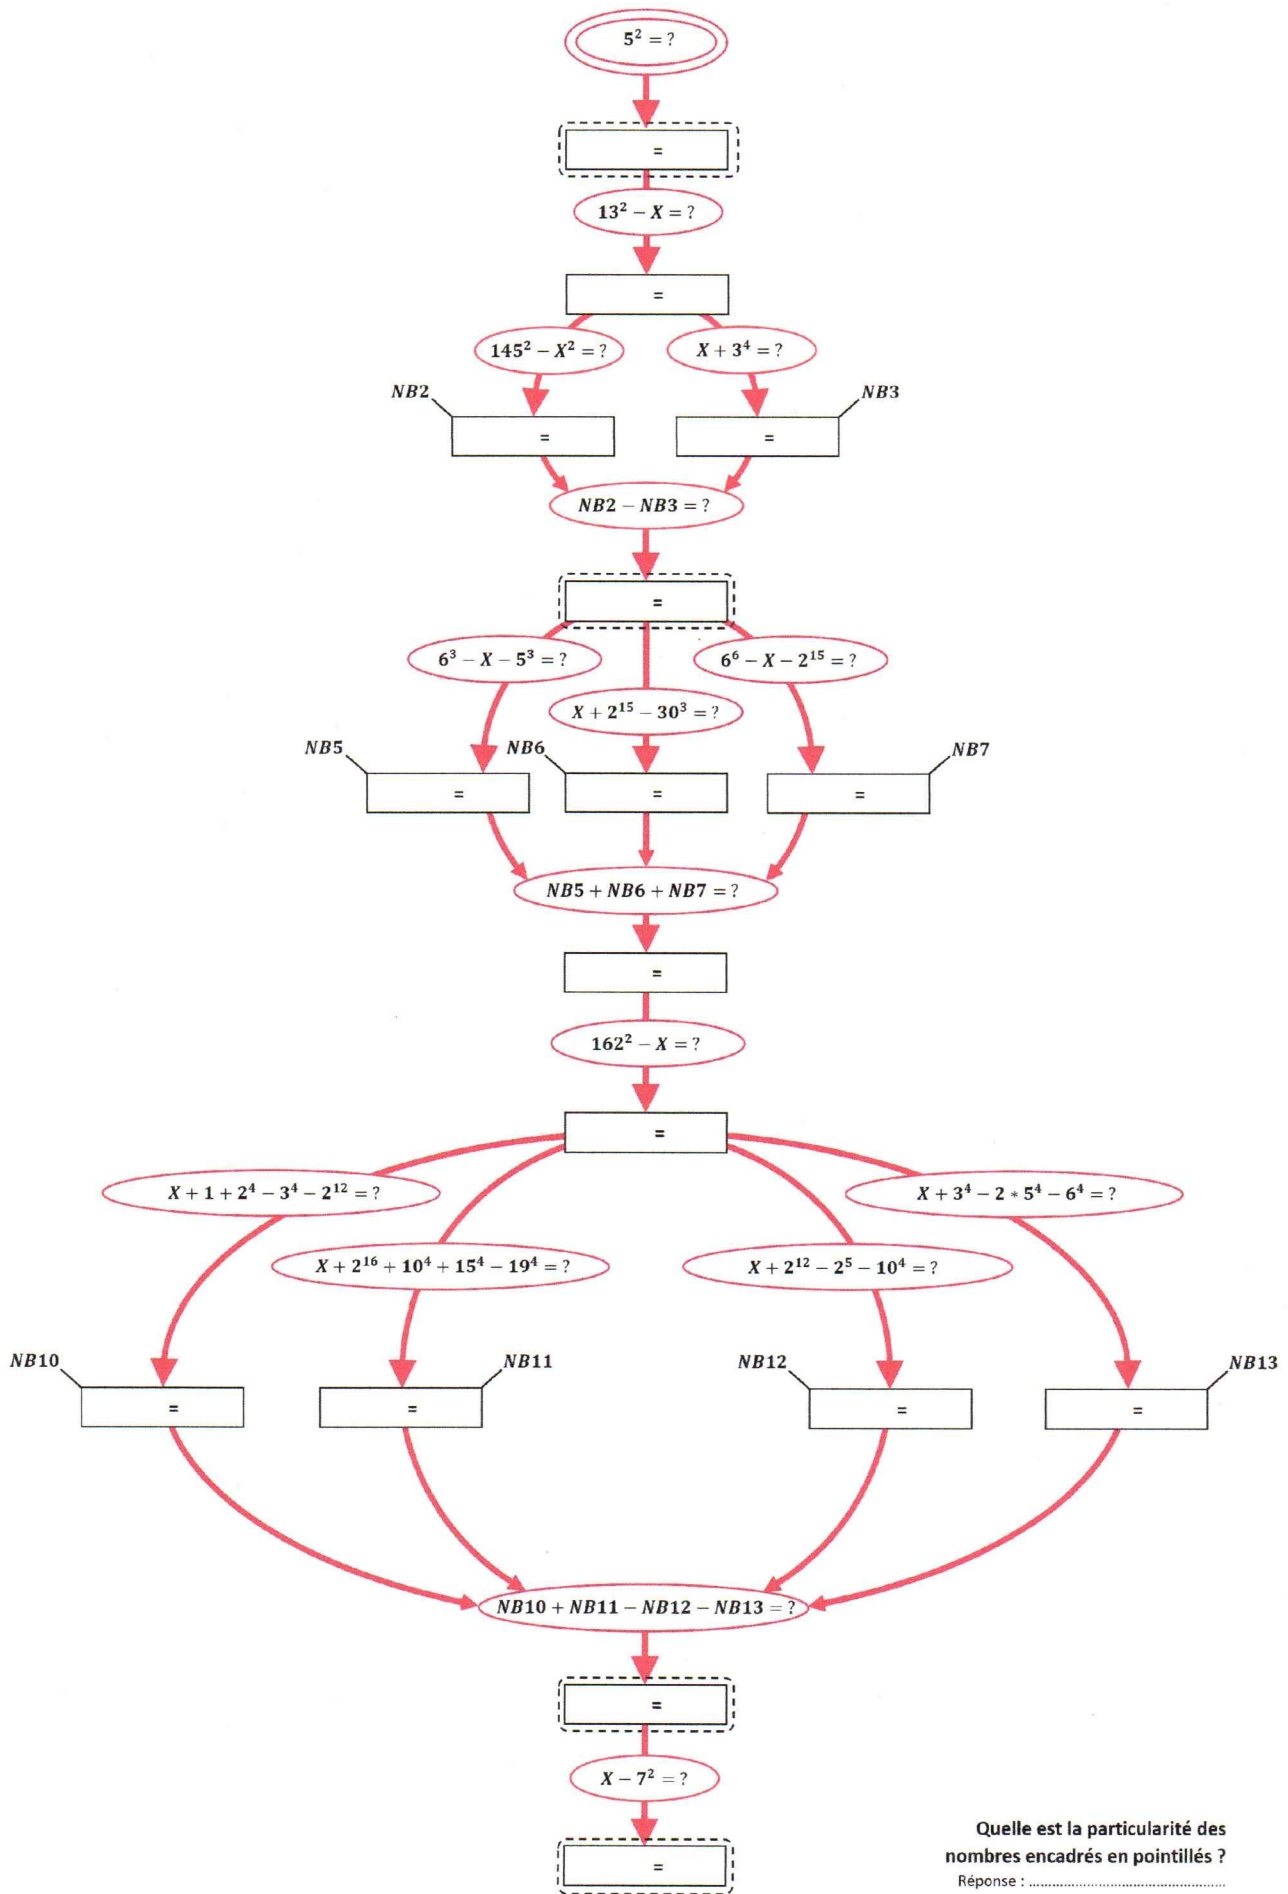 5² = ?
=
13² − X = ?
=
145² − X² = ?
X + 3⁴ = ?
NB2
NB3
=
=
NB2 − NB3 = ?
=
6³ − X − 5³ = ?
6⁶ − X − 2¹⁵ = ?
X + 2¹⁵ − 30³ = ?
NB5
NB6
NB7
=
=
=
NB5 + NB6 + NB7 = ?
=
162² − X = ?
=
X + 1 + 2⁴ − 3⁴ − 2¹² = ?
X + 3⁴ − 2 * 5⁴ − 6⁴ = ?
X + 2¹⁶ + 10⁴ + 15⁴ − 19⁴ = ?
X + 2¹² − 2⁵ − 10⁴ = ?
NB10
NB11
NB12
NB13
=
=
=
=
NB10 + NB11 − NB12 − NB13 = ?
=
X − 7² = ?
=
Quelle est la particularité des
nombres encadrés en pointillés ?
Réponse : ..............................................